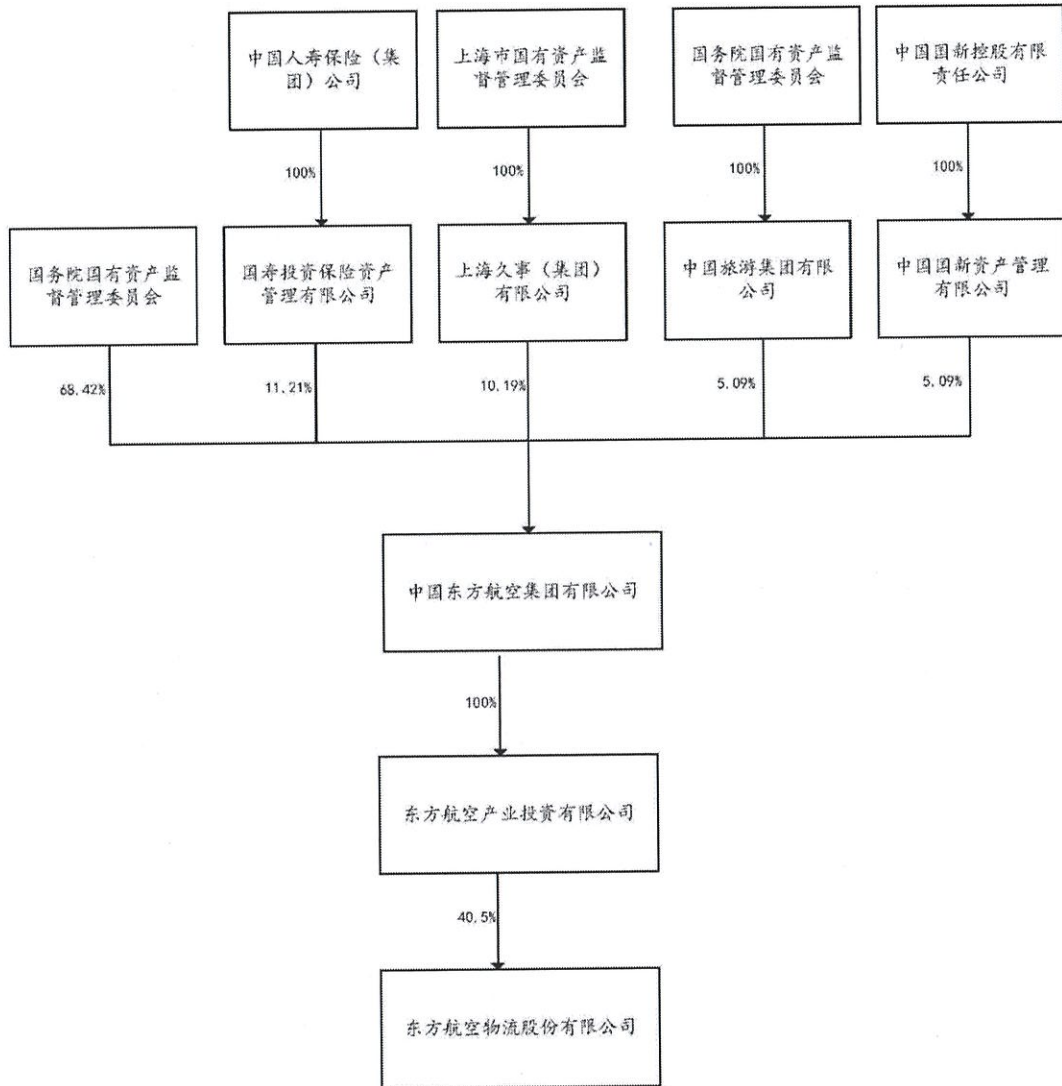 中国人寿保险（集
团）公司
上海市国有资产监
督管理委员会
国务院国有资产监
督管理委员会
中国国新控股有限
责任公司
100%
100%
100%
100%
国务院国有资产监
督管理委员会
国寿投资保险资产
管理有限公司
上海久事（集团）
有限公司
中国旅游集团有限
公司
中国国新资产管理
有限公司
68.42%
11.21%
10.19%
5.09%
5.09%
中国东方航空集团有限公司
100%
东方航空产业投资有限公司
40.5%
东方航空物流股份有限公司